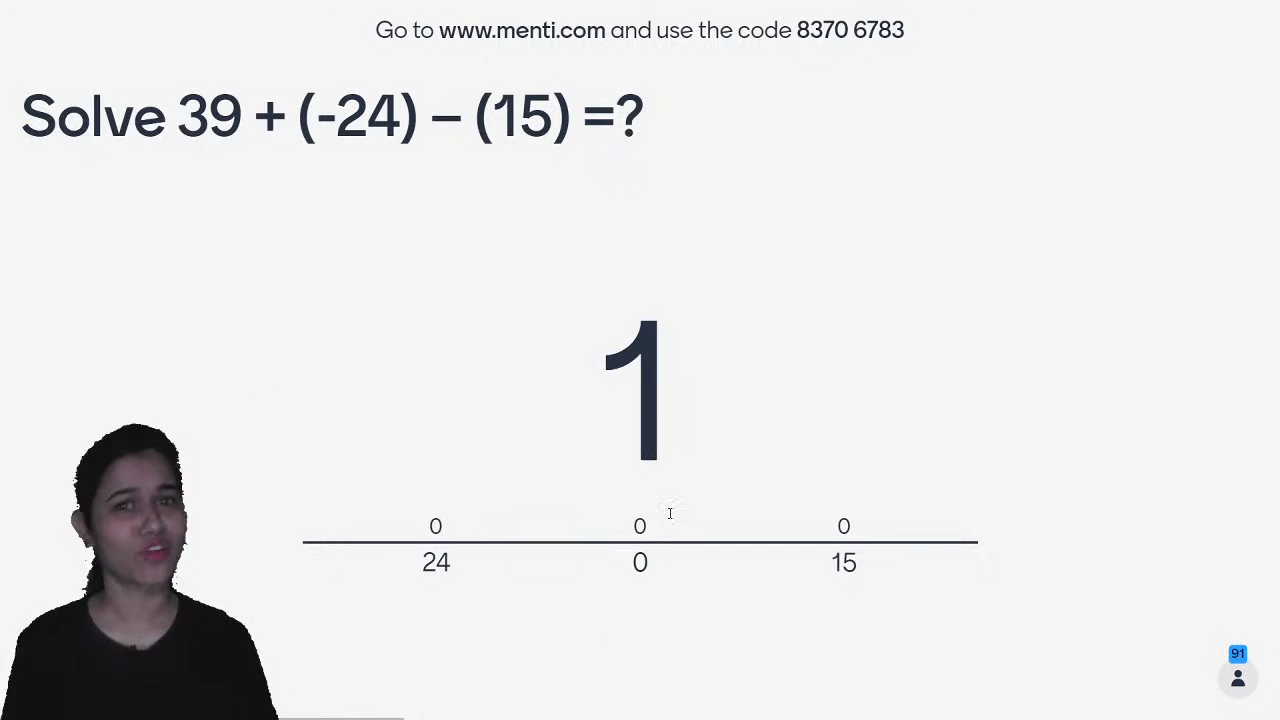 Go to www.menti.com and use the code 8370 6783
Solve 39 + (-24) – (15) =?
1
0 0 0
24 0 15
91